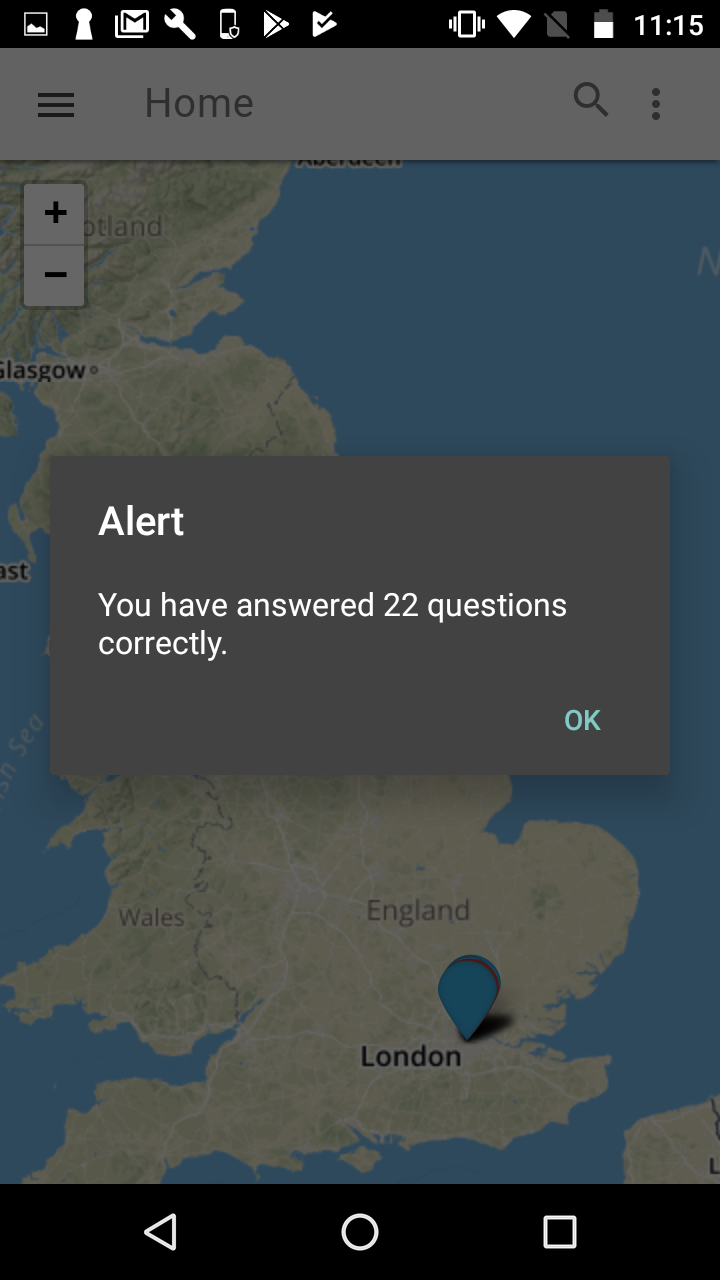 11:15
Home
Aberdeen
+
otland
−
N
Glasgow
Alert
ast
You have answered 22 questions
correctly.
OK
sh Sea
Wales
England
London
L